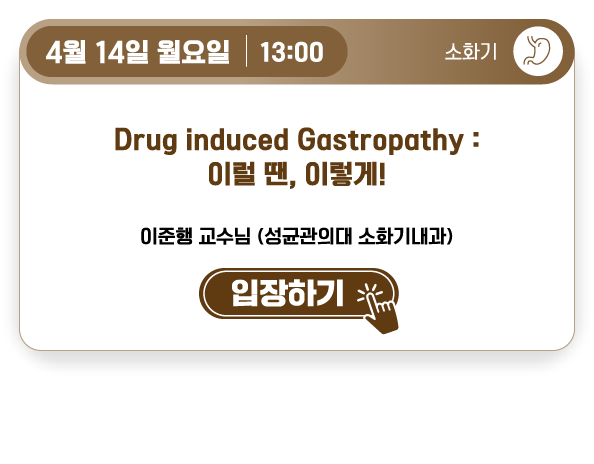 4월 14일 월요일 | 13:00
소화기
Drug induced Gastropathy :
이럴 땐, 이렇게!
이준행 교수님 (성균관의대 소화기내과)
입장하기